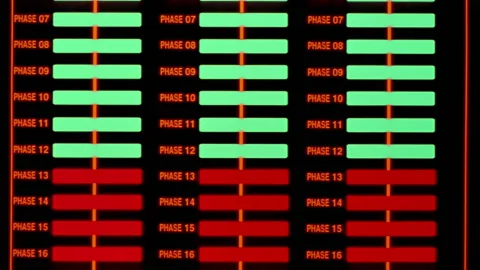 PHASE 07 PHASE 07 PHASE 07
PHASE 08 PHASE 08 PHASE 08
PHASE 09 PHASE 09 PHASE 09
PHASE 10 PHASE 10 PHASE 10
PHASE 11 PHASE 11 PHASE 11
PHASE 12 PHASE 12 PHASE 12
PHASE 13 PHASE 13 PHASE 13
PHASE 14 PHASE 14 PHASE 14
PHASE 15 PHASE 15 PHASE 15
PHASE 16 PHASE 16 PHASE 16